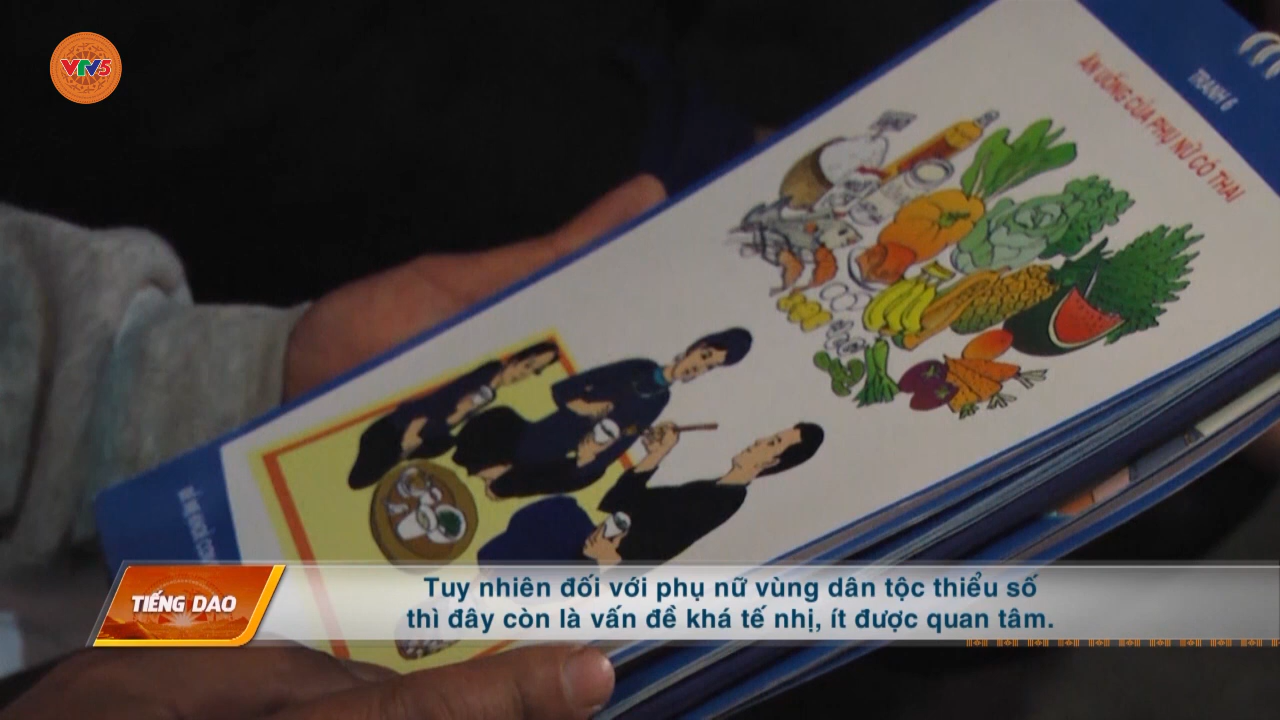 VTV5
TRANH 6
ĂN UỐNG CỦA PHỤ NỮ CÓ THAI
TIẾNG DAO
Tuy nhiên đối với phụ nữ vùng dân tộc thiểu số
thì đây còn là vấn đề khá tế nhị, ít được quan tâm.